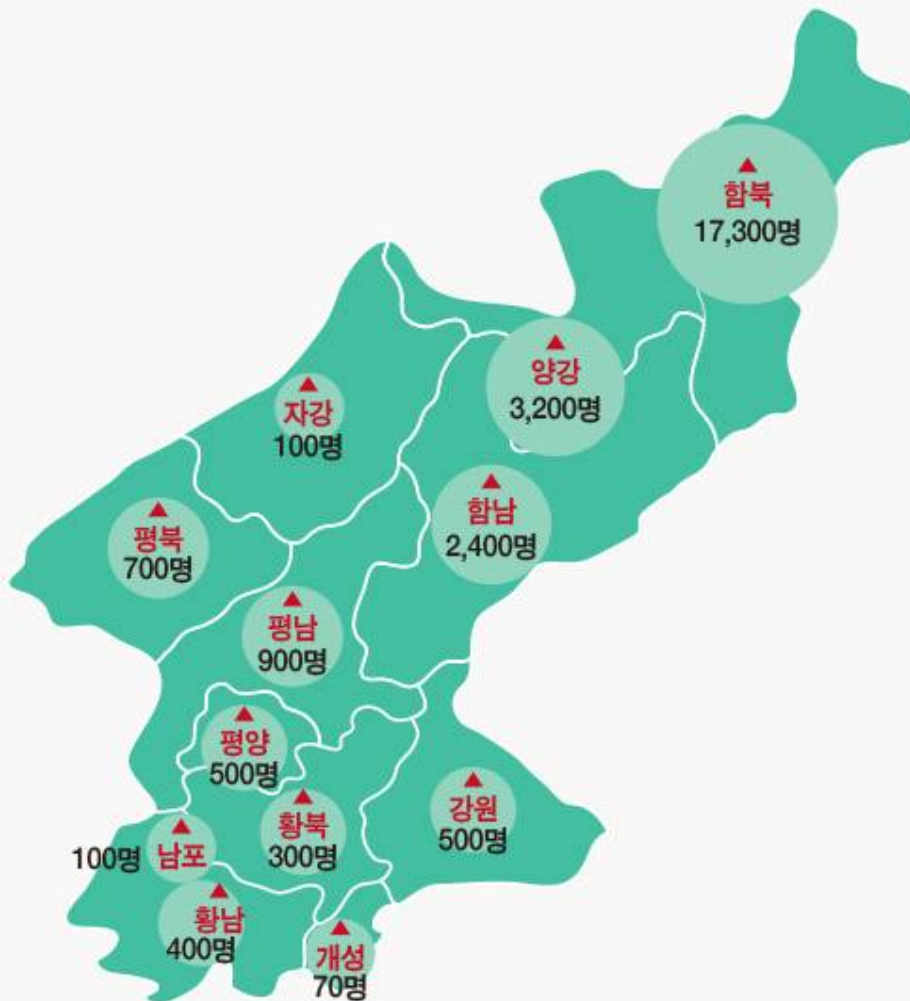 ▲
함북
17,300명
▲
양강
3,200명
▲
자강
100명
▲
함남
2,400명
▲
평북
700명
▲
평남
900명
▲
평양
500명
▲
강원
500명
▲
황북
300명
▲
100명 남포
▲
황남
400명
▲
개성
70명